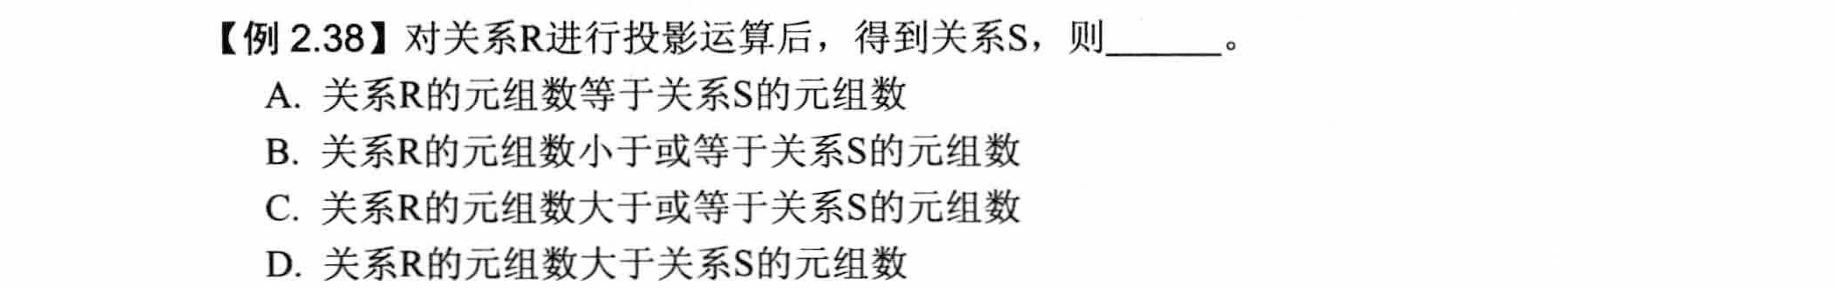 【例 2.38】对关系R进行投影运算后，得到关系S，则______。
A. 关系R的元组数等于关系S的元组数
B. 关系R的元组数小于或等于关系S的元组数
C. 关系R的元组数大于或等于关系S的元组数
D. 关系R的元组数大于关系S的元组数